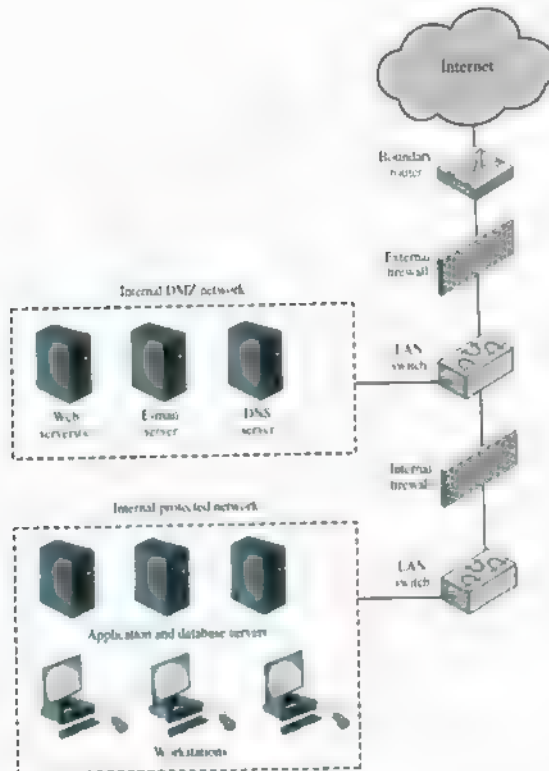 Internet
Boundary
router
External
firewall
Internal DMZ network
LAN
switch
Web
server(s)
E-mail
server
DNS
server
Internal
firewall
Internal protected network
LAN
switch
Application and database servers
Workstations